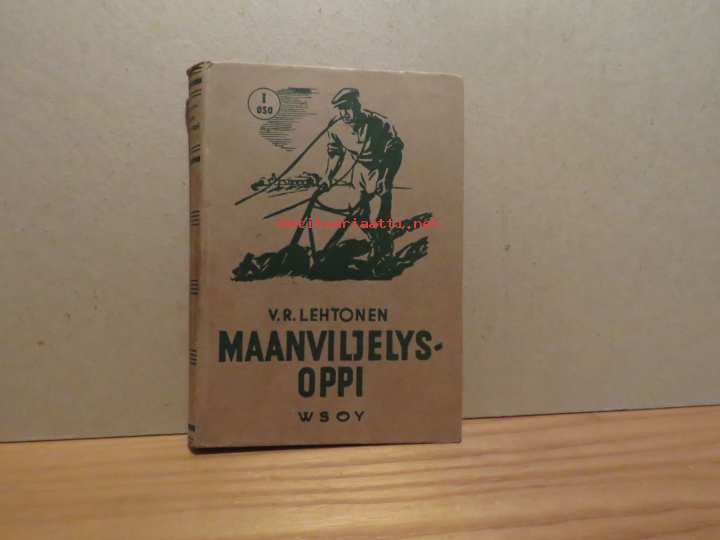 I
OSA
antikvariaatti.net
V.R. LEHTONEN
MAANVILJELYS-
OPPI
WSOY